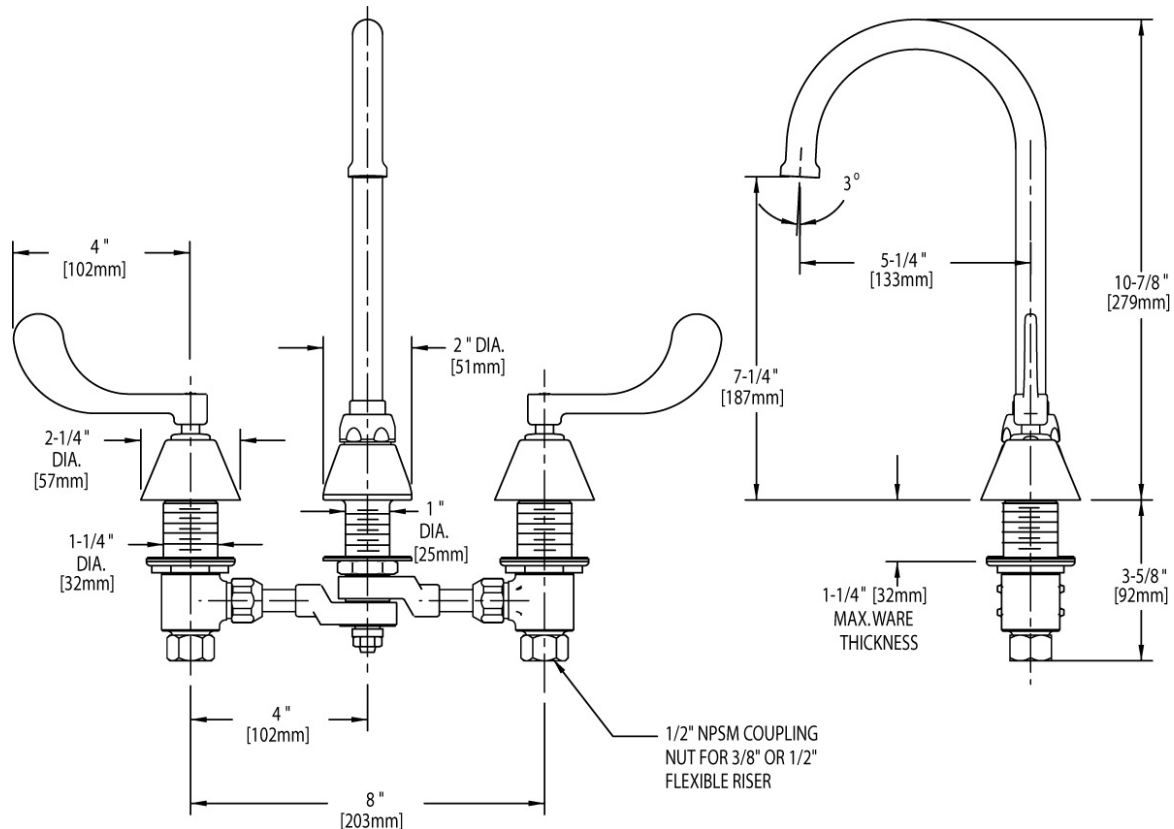 4 "
[102mm]
2 " DIA.
[51mm]
2-1/4"
DIA.
[57mm]
1-1/4"
DIA.
[32mm]
1"
DIA.
[25mm]
4 "
[102mm]
8 "
[203mm]
1/2" NPSM COUPLING
NUT FOR 3/8" OR 1/2"
FLEXIBLE RISER
3°
5-1/4 "
[133mm]
7-1/4"
[187mm]
10-7/8"
[279mm]
1-1/4" [32mm]
MAX. WARE
THICKNESS
3-5/8"
[92mm]